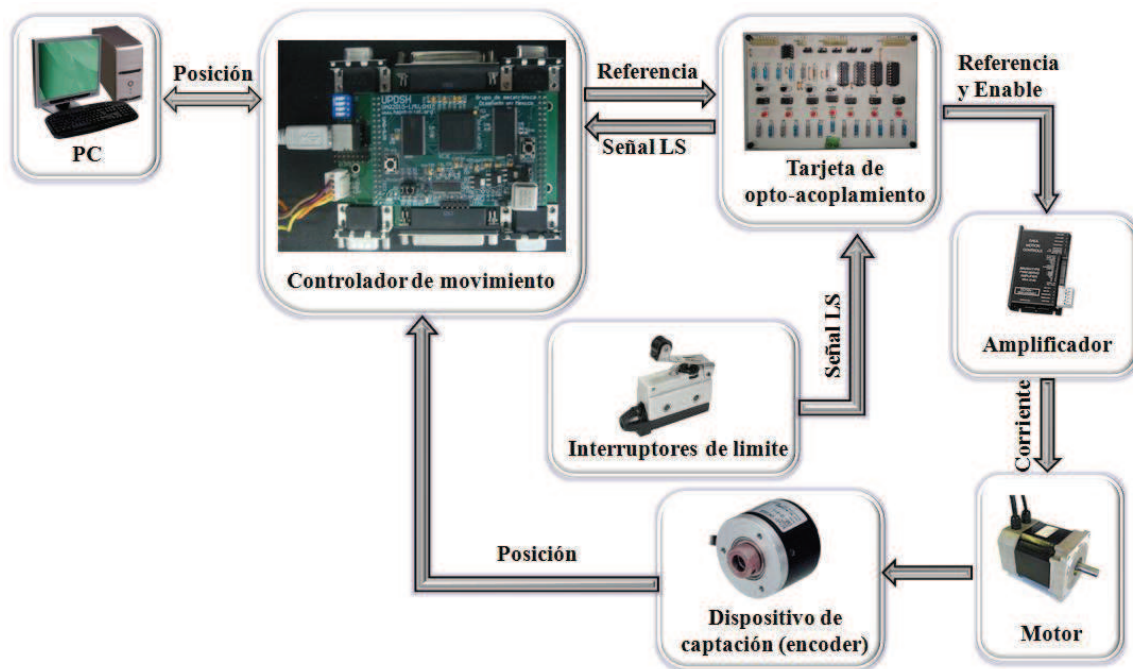 PC
Posición
UPDSH
Controlador de movimiento
Referencia
Señal LS
Tarjeta de
opto-acoplamiento
Referencia
y Enable
Amplificador
Señal LS
Interruptores de limite
Corriente
Motor
Posición
Dispositivo de
captación (encoder)